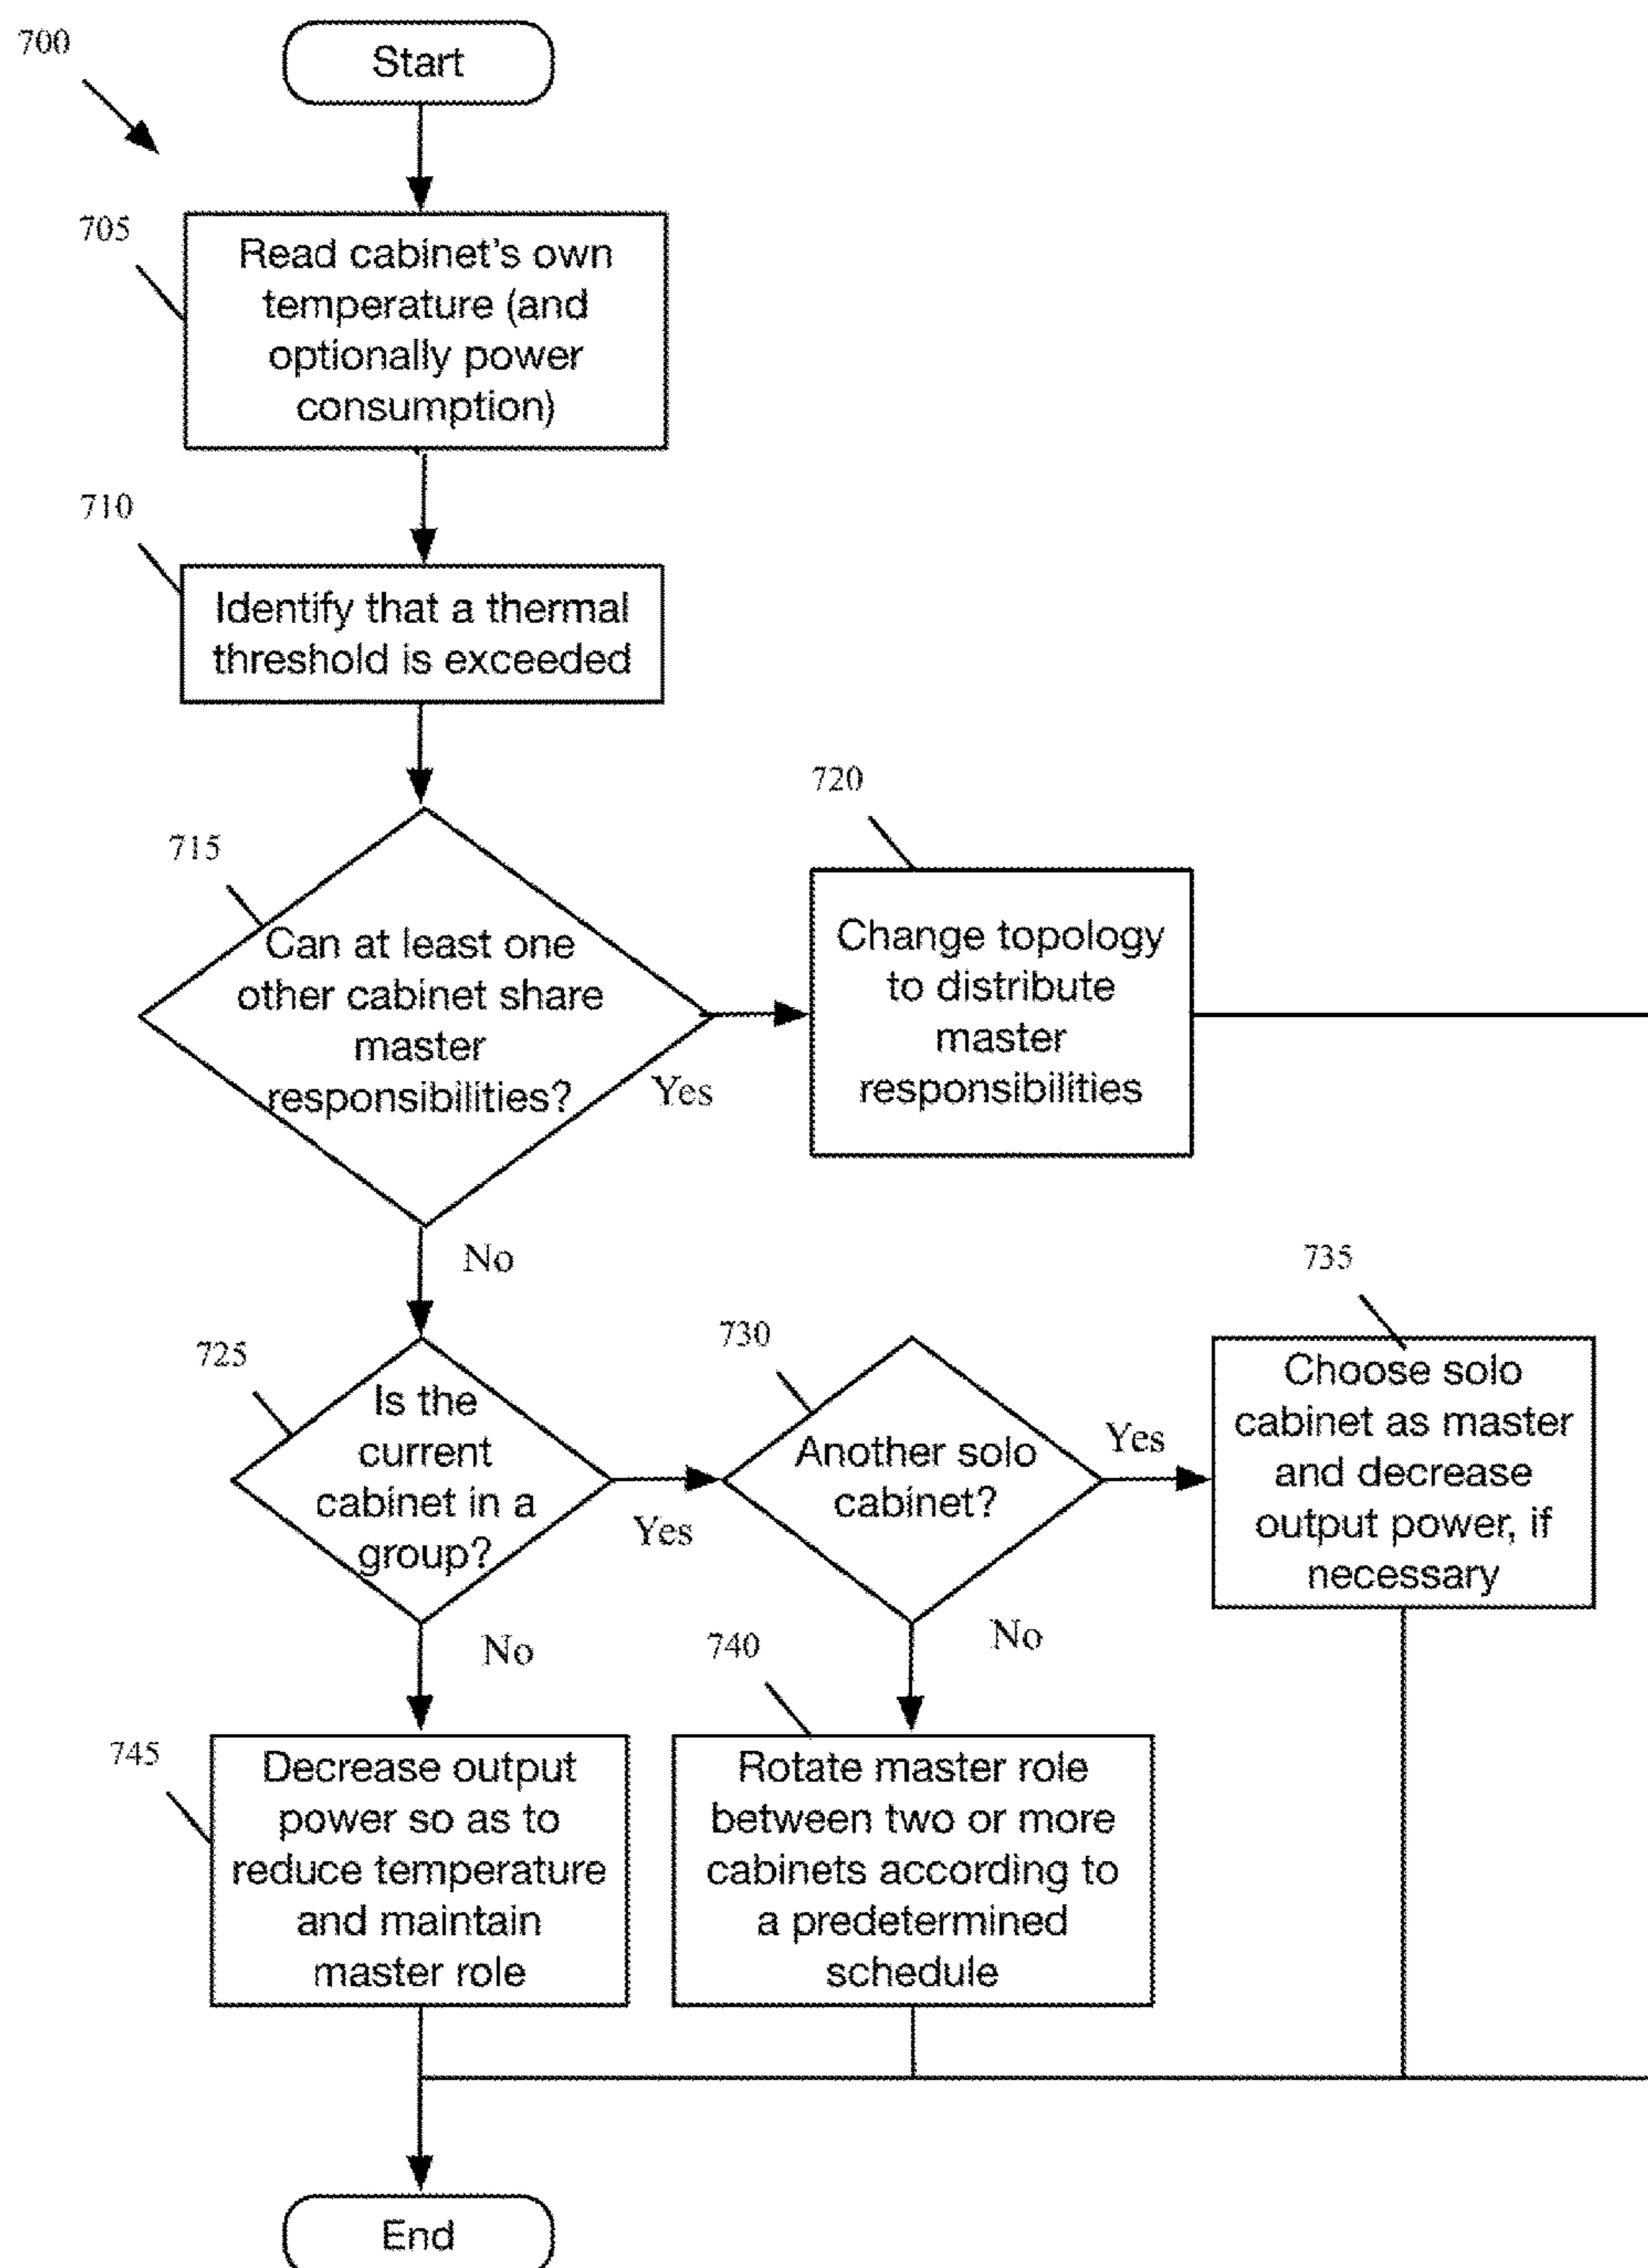 700
Start
705
Read cabinet's own
temperature (and
optionally power
consumption)
710
Identify that a thermal
threshold is exceeded
715
Can at least one
other cabinet share
master
responsibilities?
Yes
720
Change topology
to distribute
master
responsibilities
No
725
Is the
current
cabinet in a
group?
Yes
730
Another solo
cabinet?
Yes
735
Choose solo
cabinet as master
and decrease
output power, if
necessary
No
No
740
Rotate master role
between two or more
cabinets according to
a predetermined
schedule
745
Decrease output
power so as to
reduce temperature
and maintain
master role
End